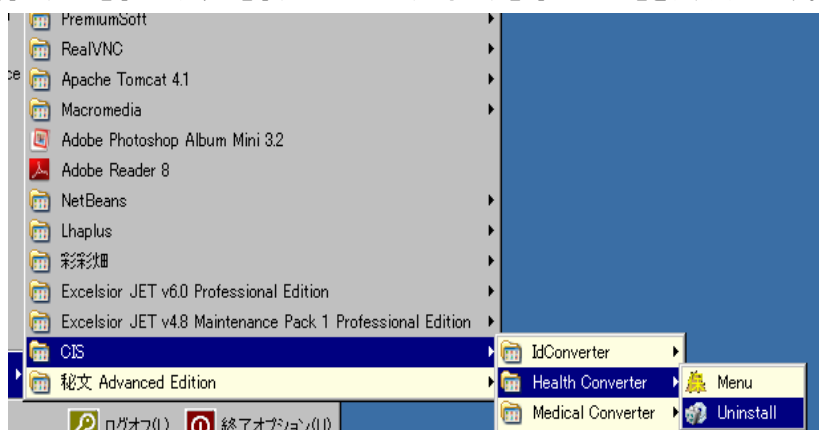 PremiumSoft
RealVNC
Apache Tomcat 4.1
Macromedia
Adobe Photoshop Album Mini 3.2
Adobe Reader 8
NetBeans
Lhaplus
彩彩畑
Excelsior JET v6.0 Professional Edition
Excelsior JET v4.8 Maintenance Pack 1 Professional Edition
CIS
IdConverter
秘文 Advanced Edition
Health Converter
Menu
Medical Converter
Uninstall
ログオフ(L)
終了オプション(U)